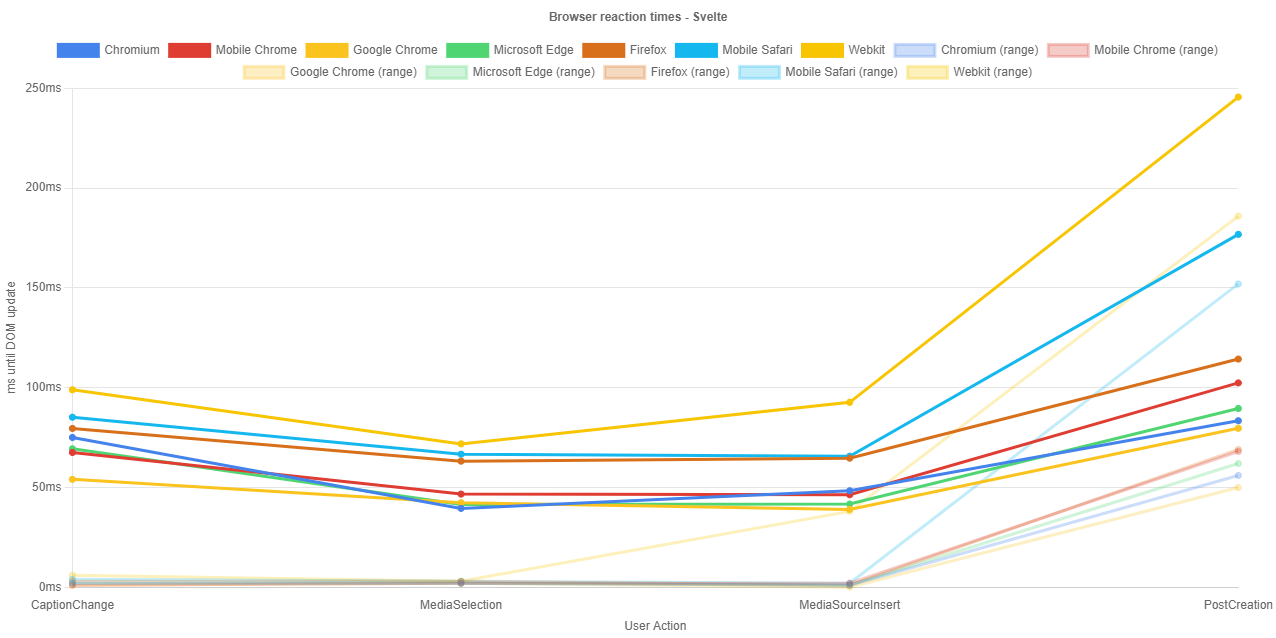 Browser reaction times - Svelte
Chromium Mobile Chrome Google Chrome Microsoft Edge Firefox Mobile Safari Webkit Chromium (range) Mobile Chrome (range)
Google Chrome (range) Microsoft Edge (range) Firefox (range) Mobile Safari (range) Webkit (range)
250ms
200ms
150ms
100ms
50ms
0ms
ms until DOM update
CaptionChange MediaSelection MediaSourceInsert PostCreation
User Action